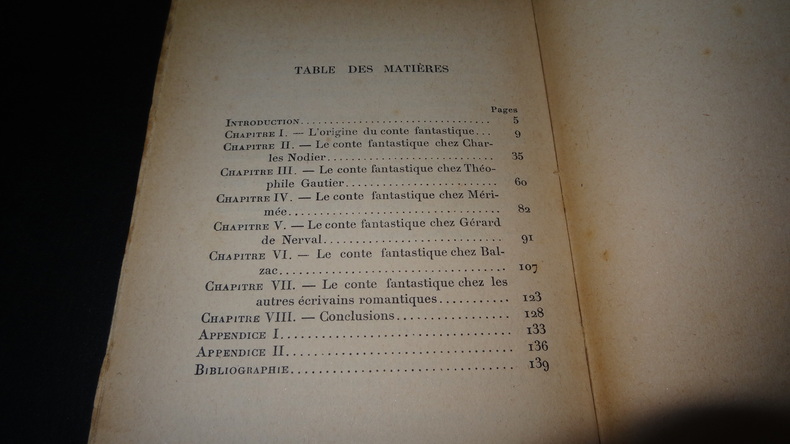 TABLE DES MATIÈRES
Pages
INTRODUCTION................................. 5
CHAPITRE I. — L'origine du conte fantastique... 9
CHAPITRE II. — Le conte fantastique chez Char-
les Nodier............................. 35
CHAPITRE III. — Le conte fantastique chez Théo-
phile Gautier.......................... 60
CHAPITRE IV. — Le conte fantastique chez Méri-
mée.................................... 82
CHAPITRE V. — Le conte fantastique chez Gérard
de Nerval.............................. 91
CHAPITRE VI. — Le conte fantastique chez Bal-
zac.................................... 107
CHAPITRE VII. — Le conte fantastique chez les
autres écrivains romantiques........... 123
CHAPITRE VIII. — Conclusions.................. 128
APPENDICE I................................... 133
APPENDICE II.................................. 136
BIBLIOGRAPHIE................................. 139